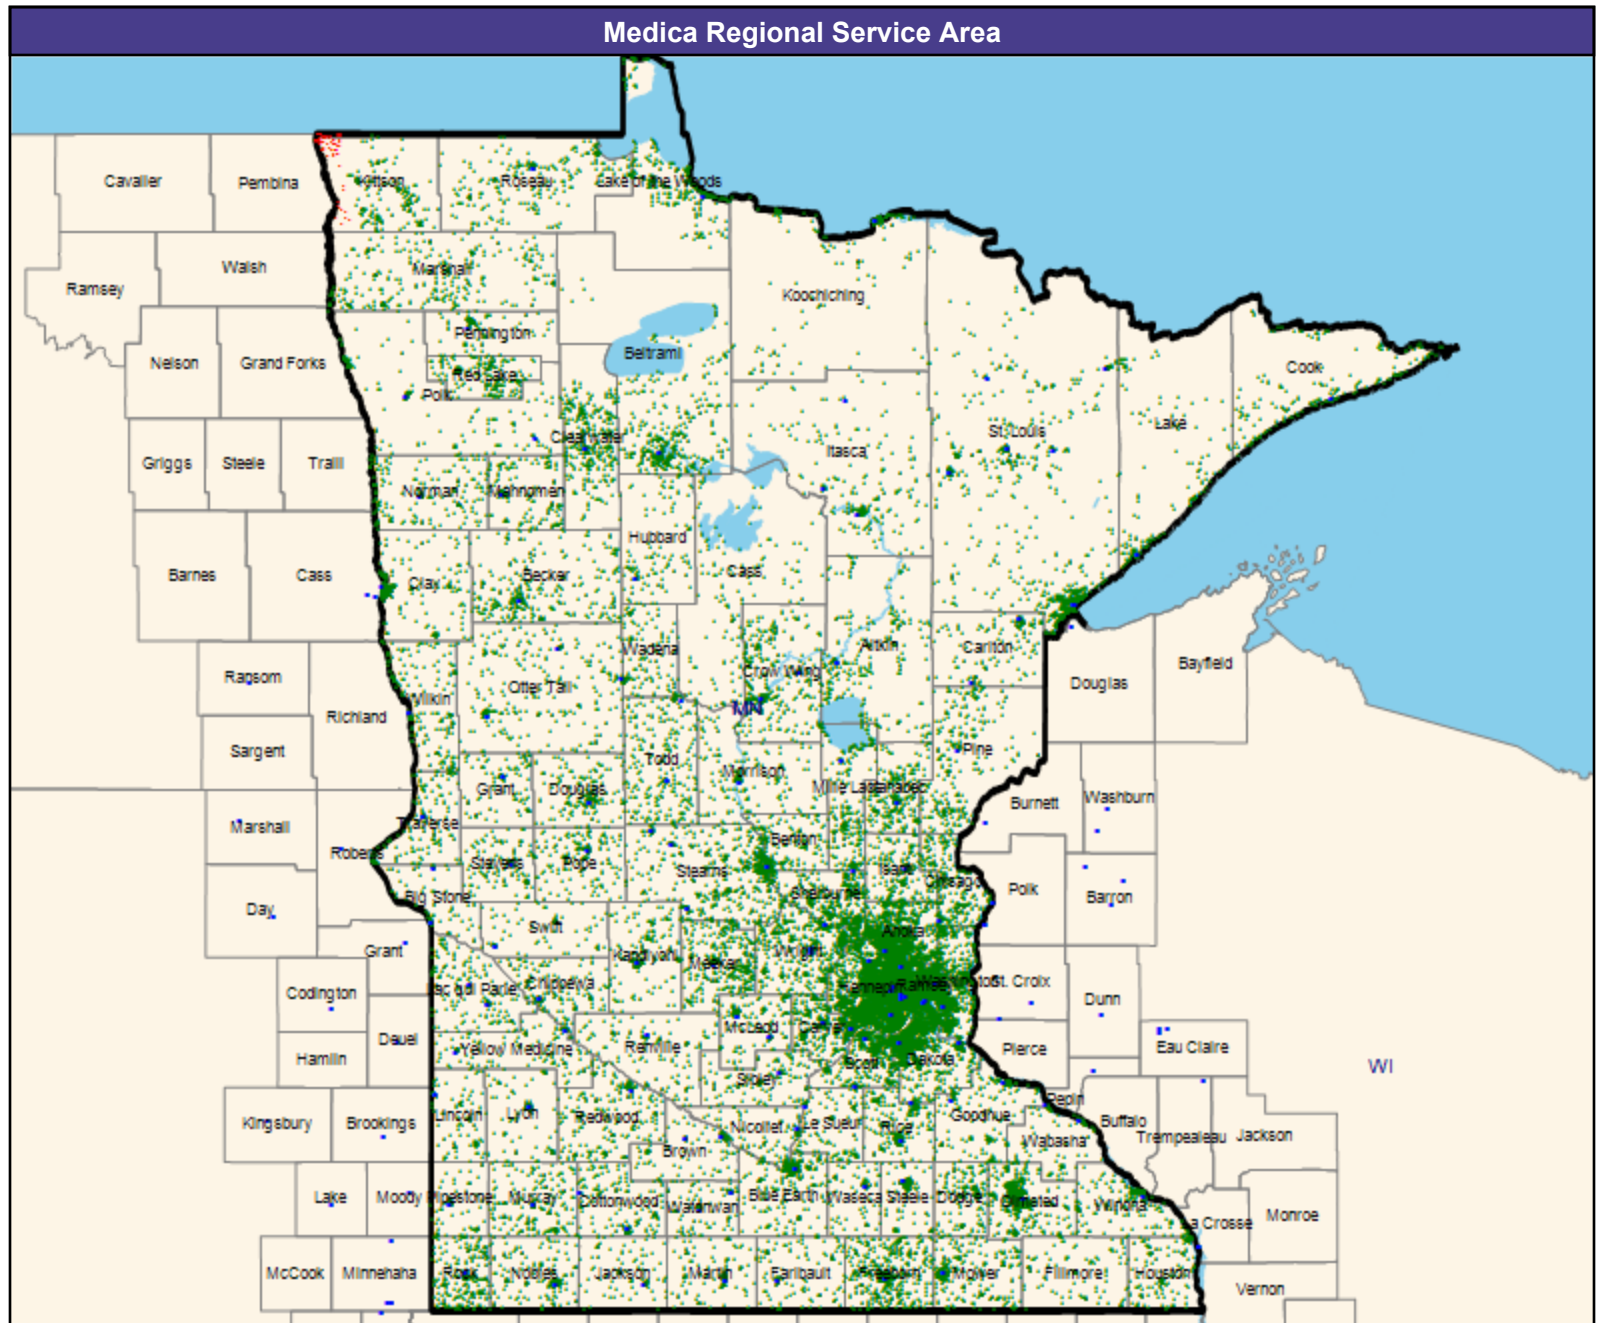 Medica Regional Service Area
Cavalier
Pembina
Kittson
Roseau
Lake of the Woods
Ramsey
Walsh
Marshall
Koochiching
Nelson
Grand Forks
Pennington
Beltrami
Red Lake
Polk
Cook
Griggs
Steele
Traill
Clearwater
Itasca
St. Louis
Lake
Norman
Mahnomen
Hubbard
Barnes
Cass
Clay
Becker
Cass
Wadena
Crow Wing
Aitkin
Carlton
Ransom
Richland
Wilkin
Otter Tail
MN
Douglas
Bayfield
Sargent
Todd
Morrison
Pine
Grant
Douglas
Mille Lacs
Kanabec
Burnett
Washburn
Marshall
Roberts
Traverse
Benton
Stevens
Pope
Stearns
Isanti
Big Stone
Sherburne
Chisago
Polk
Barron
Day
Swift
Anoka
Grant
Kandiyohi
Meeker
Wright
Codington
Lac qui Parle
Chippewa
Hennepin
Ramsey
Washington
St. Croix
Dunn
Deuel
McLeod
Carver
Hamlin
Yellow Medicine
Renville
Scott
Dakota
Pierce
Eau Claire
WI
Sibley
Kingsbury
Brookings
Lincoln
Lyon
Redwood
Nicollet
Le Sueur
Rice
Goodhue
Pepin
Buffalo
Trempealeau
Jackson
Brown
Wabasha
Lake
Moody
Pipestone
Murray
Cottonwood
Watonwan
Blue Earth
Waseca
Steele
Dodge
Olmsted
Winona
La Crosse
Monroe
McCook
Minnehaha
Rock
Nobles
Jackson
Martin
Faribault
Freeborn
Mower
Fillmore
Houston
Vernon